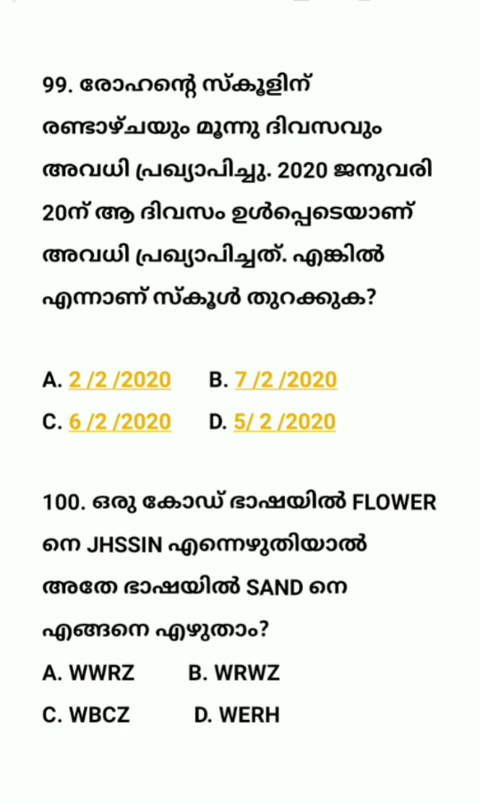 99. രോഹന്റെ സ്കൂളിന്
രണ്ടാഴ്ചയും മൂന്നു ദിവസവും
അവധി പ്രഖ്യാപിച്ചു. 2020 ജനുവരി
20ന് ആ ദിവസം ഉൾപ്പെടെയാണ്
അവധി പ്രഖ്യാപിച്ചത്. എങ്കിൽ
എന്നാണ് സ്കൂൾ തുറക്കുക?
A. 2 /2 /2020 B. 7 /2 /2020
C. 6 /2 /2020 D. 5/ 2 /2020
100. ഒരു കോഡ് ഭാഷയിൽ FLOWER
നെ JHSSIN എന്നെഴുതിയാൽ
അതേ ഭാഷയിൽ SAND നെ
എങ്ങനെ എഴുതാം?
A. WWRZ B. WRWZ
C. WBCZ D. WERH